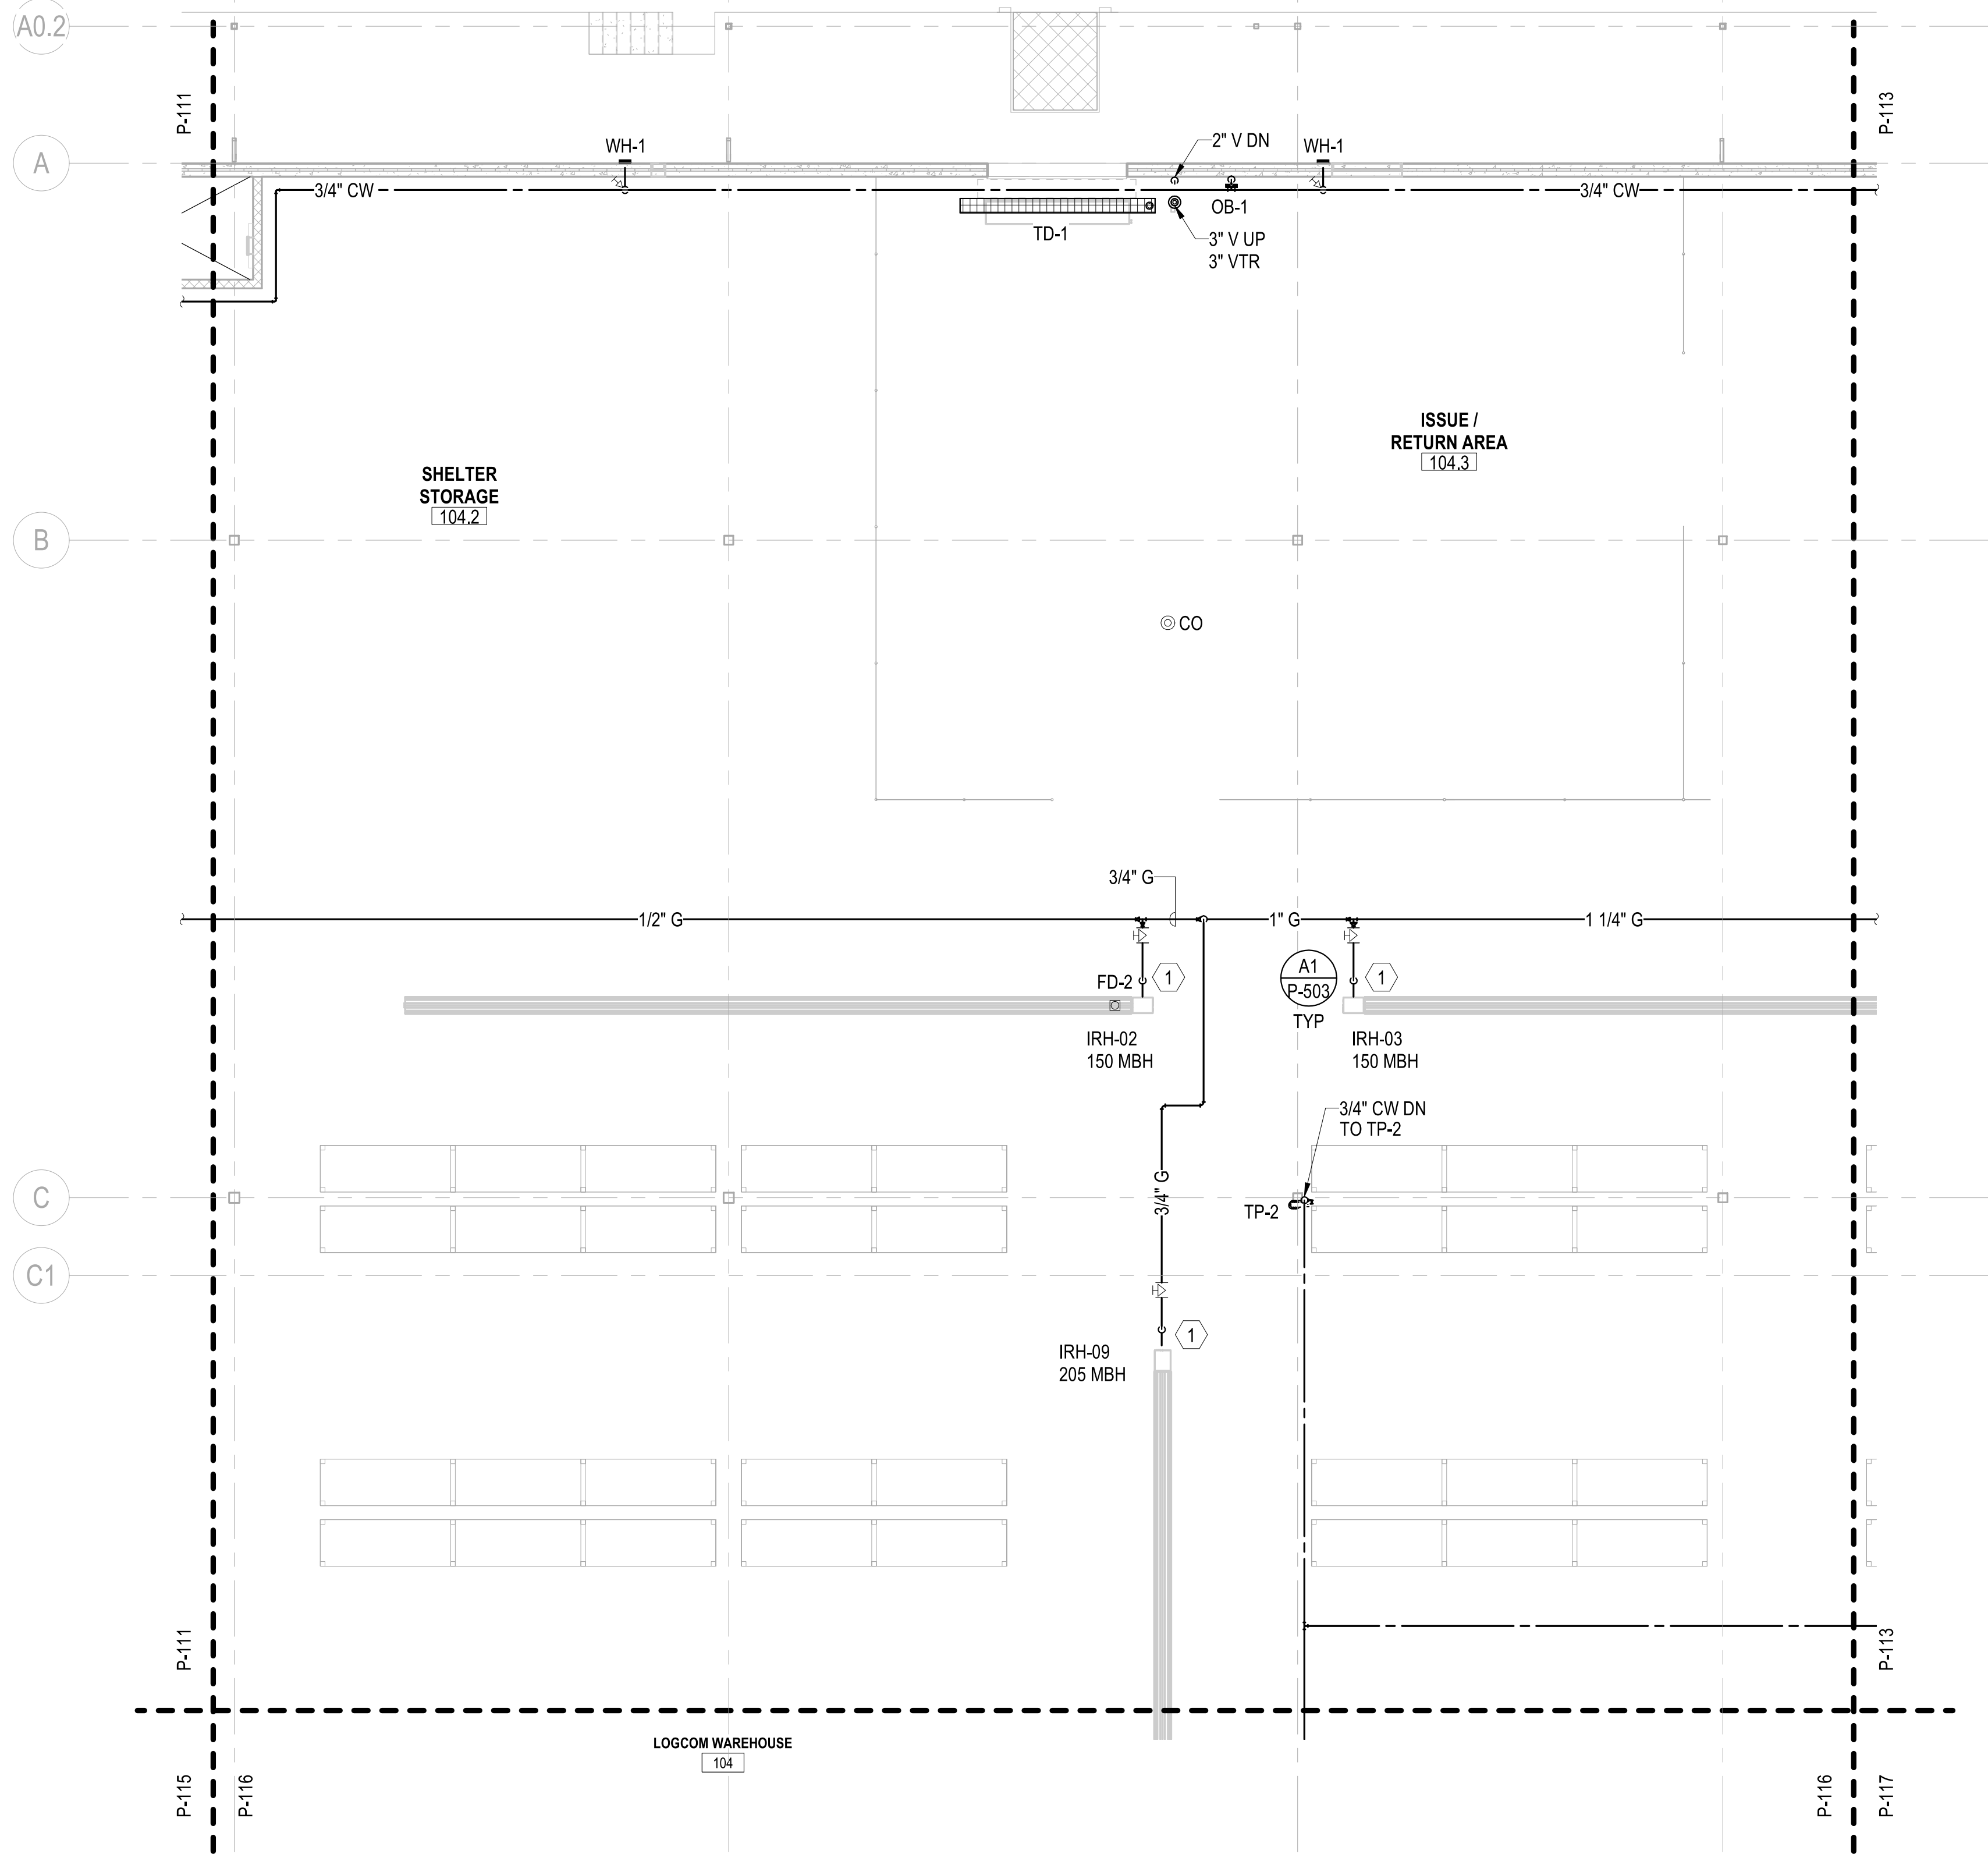 A0.2
P-111
P-113
A
WH-1
2" V DN
WH-1
3/4" CW
3/4" CW
OB-1
TD-1
3" V UP
3" VTR
ISSUE /
RETURN AREA
104.3
SHELTER
STORAGE
104.2
B
CO
3/4" G
1/2" G
1" G
1 1/4" G
FD-2
1
A1
P-503
TYP
1
IRH-02
150 MBH
IRH-03
150 MBH
3/4" CW DN
TO TP-2
C
3/4" G
TP-2
C1
1
IRH-09
205 MBH
P-111
P-113
LOGCOM WAREHOUSE
104
P-115
P-116
P-116
P-117